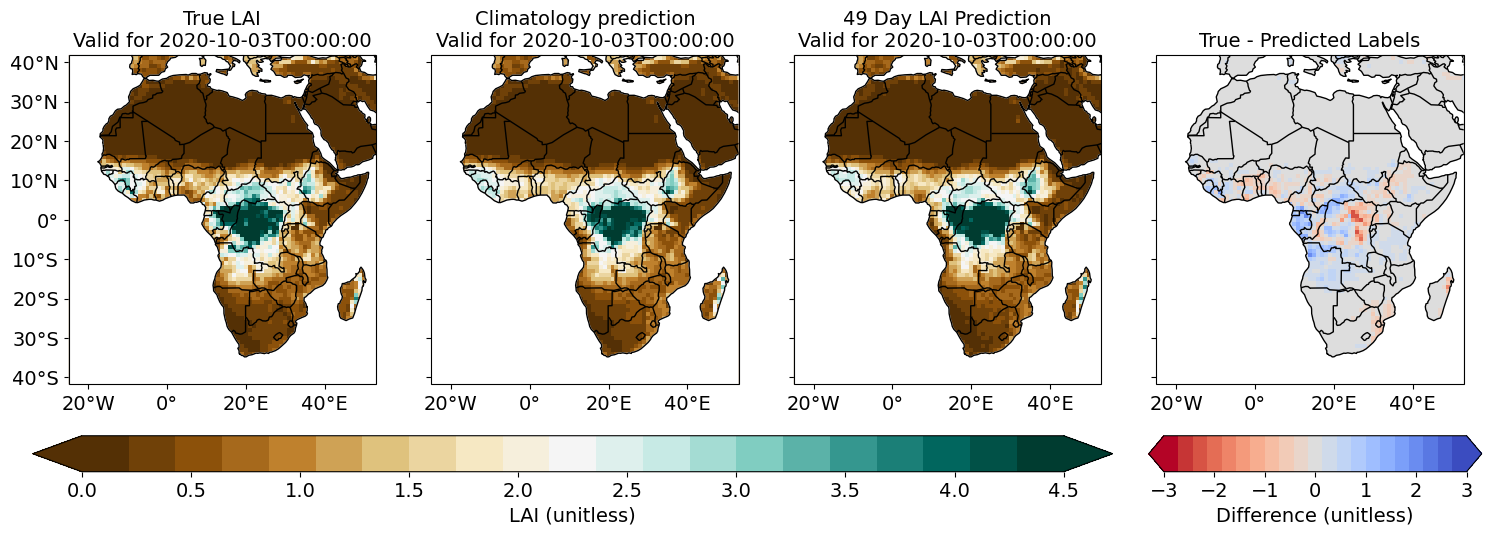 True LAI
Valid for 2020-10-03T00:00:00
Climatology prediction
Valid for 2020-10-03T00:00:00
49 Day LAI Prediction
Valid for 2020-10-03T00:00:00
True - Predicted Labels
40°N
30°N
20°N
10°N
0°
10°S
20°S
30°S
40°S
20°W 0° 20°E 40°E
20°W 0° 20°E 40°E
20°W 0° 20°E 40°E
20°W 0° 20°E 40°E
0.0 0.5 1.0 1.5 2.0 2.5 3.0 3.5 4.0 4.5
LAI (unitless)
−3 −2 −1 0 1 2 3
Difference (unitless)